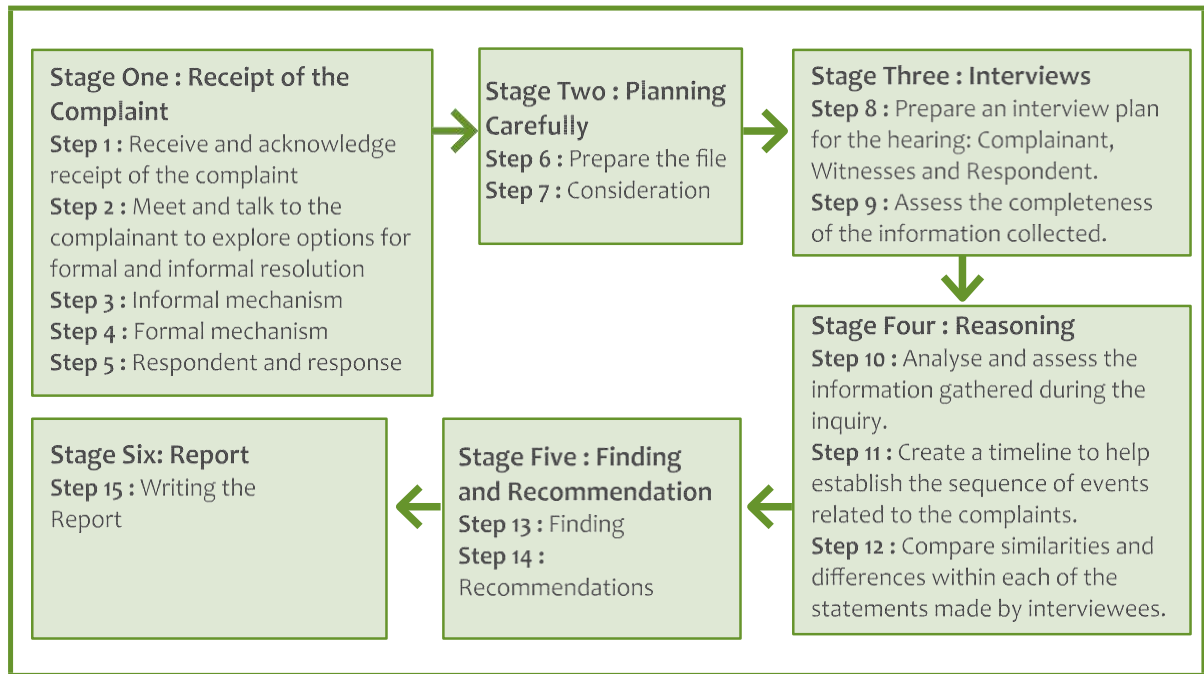 Stage One : Receipt of the
Complaint
Step 1 : Receive and acknowledge
receipt of the complaint
Step 2 : Meet and talk to the
complainant to explore options for
formal and informal resolution
Step 3 : Informal mechanism
Step 4 : Formal mechanism
Step 5 : Respondent and response
Stage Two : Planning
Carefully
Step 6 : Prepare the file
Step 7 : Consideration
Stage Three : Interviews
Step 8 : Prepare an interview plan
for the hearing: Complainant,
Witnesses and Respondent.
Step 9 : Assess the completeness
of the information collected.
Stage Four : Reasoning
Step 10 : Analyse and assess the
information gathered during the
inquiry.
Step 11 : Create a timeline to help
establish the sequence of events
related to the complaints.
Step 12 : Compare similarities and
differences within each of the
statements made by interviewees.
Stage Five : Finding
and Recommendation
Step 13 : Finding
Step 14 :
Recommendations
Stage Six: Report
Step 15 : Writing the
Report